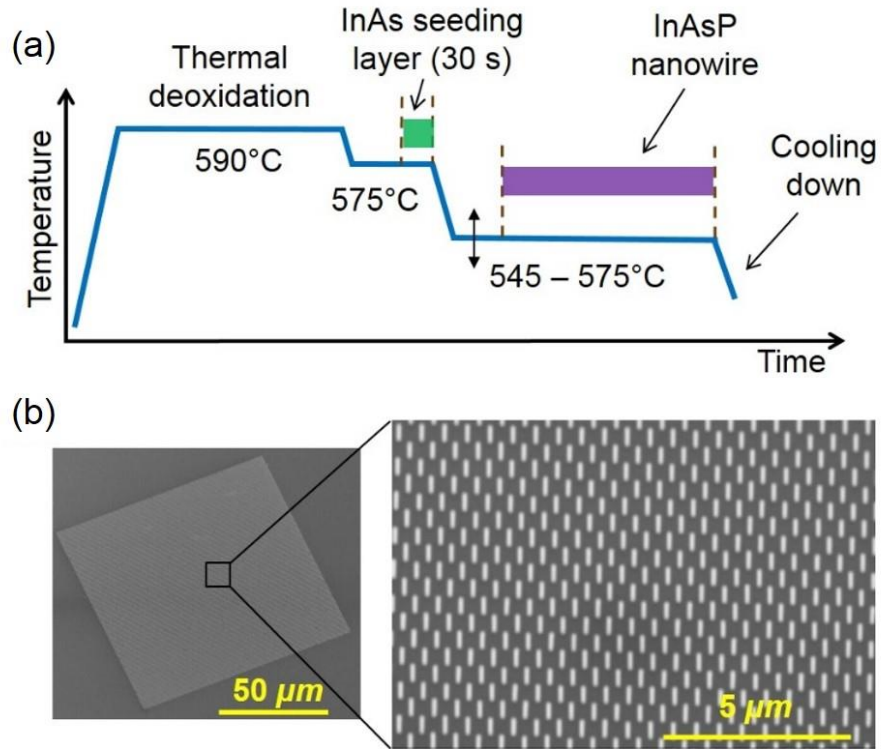 (a)
InAs seeding
layer (30 s)
Thermal
deoxidation
InAsP
nanowire
Cooling
down
590°C
575°C
545 – 575°C
Temperature
Time
(b)
50 μm
5 μm